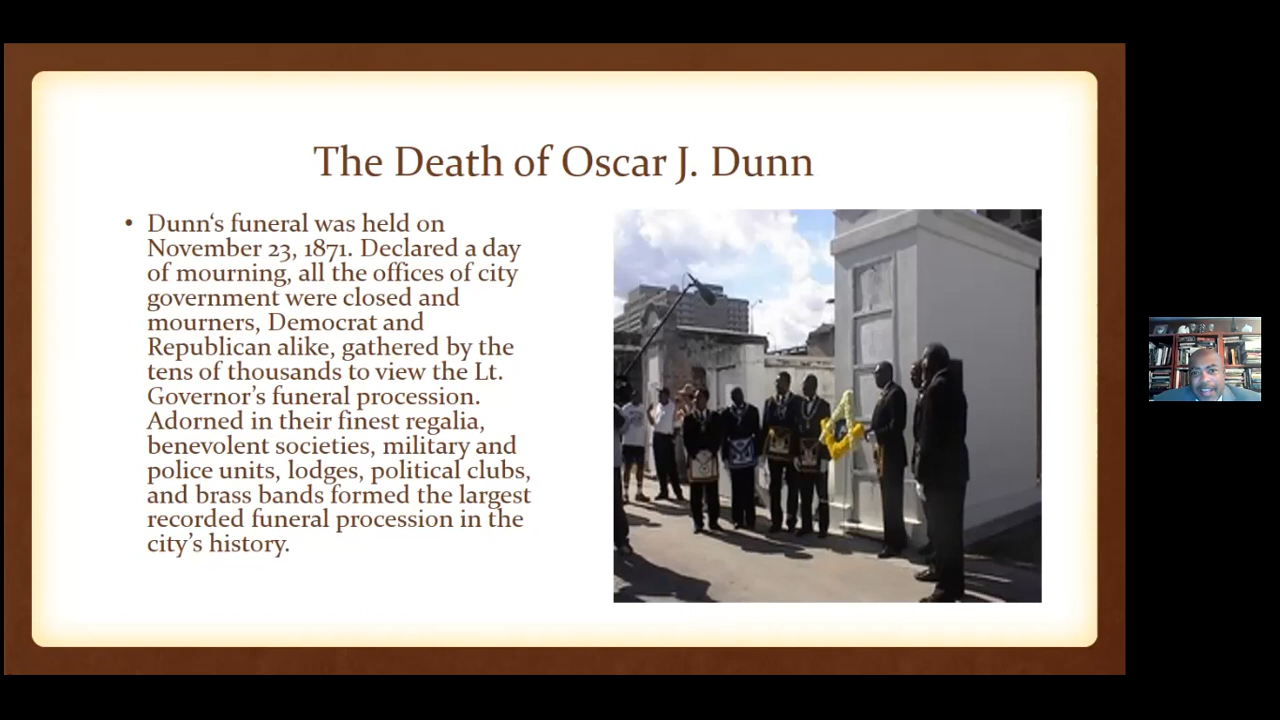 The Death of Oscar J. Dunn
• Dunn‘s funeral was held on
November 23, 1871. Declared a day
of mourning, all the offices of city
government were closed and
mourners, Democrat and
Republican alike, gathered by the
tens of thousands to view the Lt.
Governor’s funeral procession.
Adorned in their finest regalia,
benevolent societies, military and
police units, lodges, political clubs,
and brass bands formed the largest
recorded funeral procession in the
city’s history.